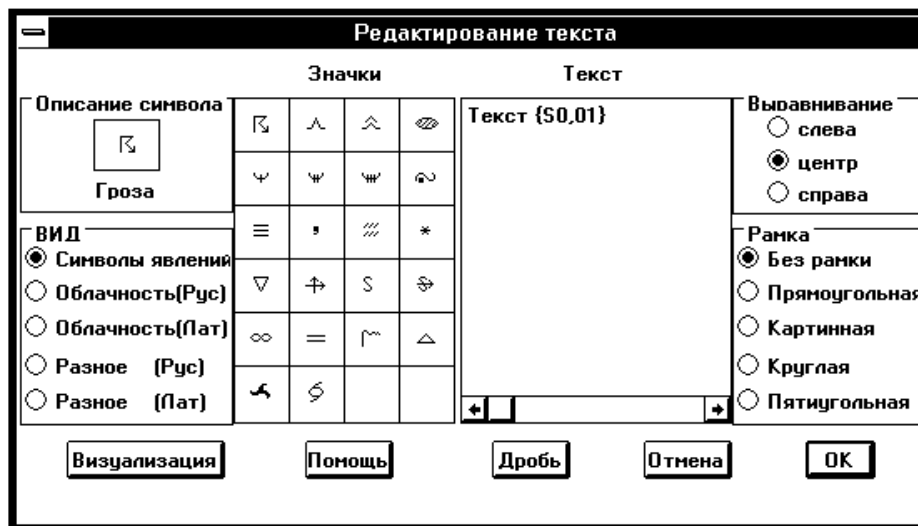 Редактирование текста
Значки
Текст
Описание символа
Гроза
ВИД
Символы явлений
Облачность(Рус)
Облачность(Лат)
Разное (Рус)
Разное (Лат)
Текст {S0,01}
Выравнивание
слева
центр
справа
Рамка
Без рамки
Прямоугольная
Картинная
Круглая
Пятиугольная
Визуализация
Помощь
Дробь
Отмена
OK